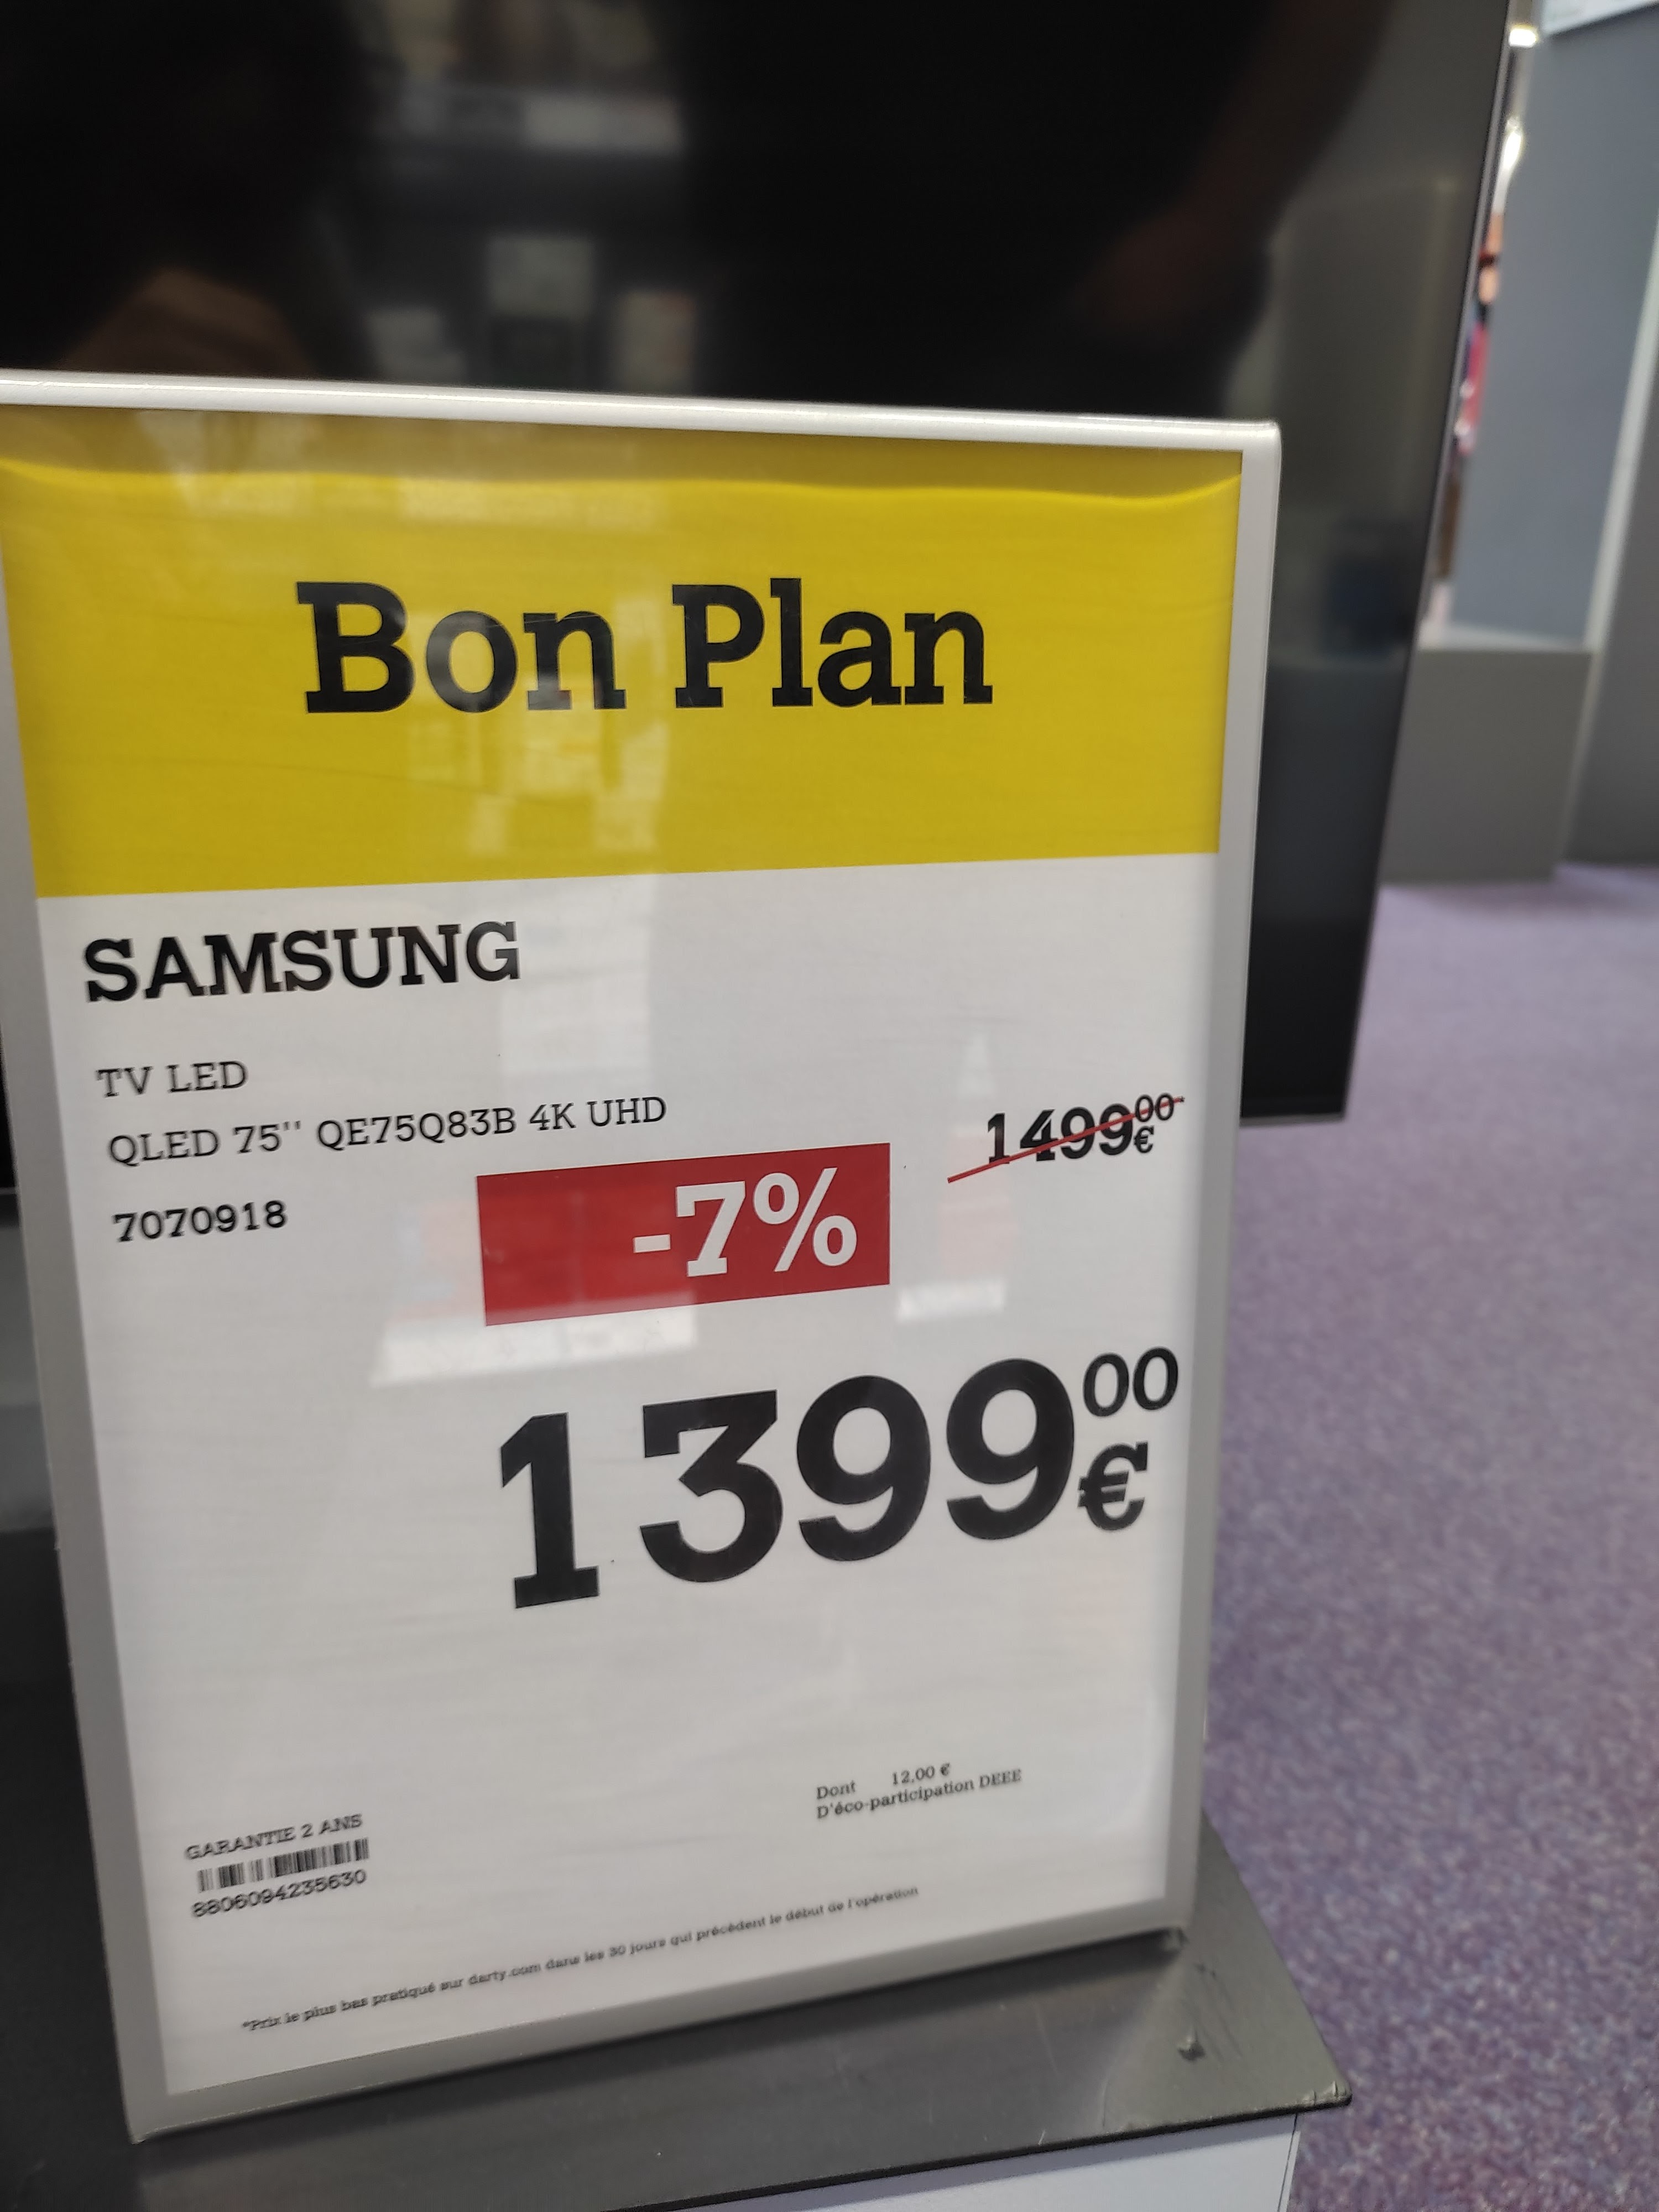 Bon Plan
SAMSUNG
TV LED
QLED 75'' QE75Q83B 4K UHD
7070918
1499€00
-7%
1399€00
Dont 12,00 €
D'éco-participation DEEE
GARANTIE 2 ANS
8806094235630
*Prix le plus bas pratiqué sur darty.com dans les 30 jours qui précèdent le début de l'opération